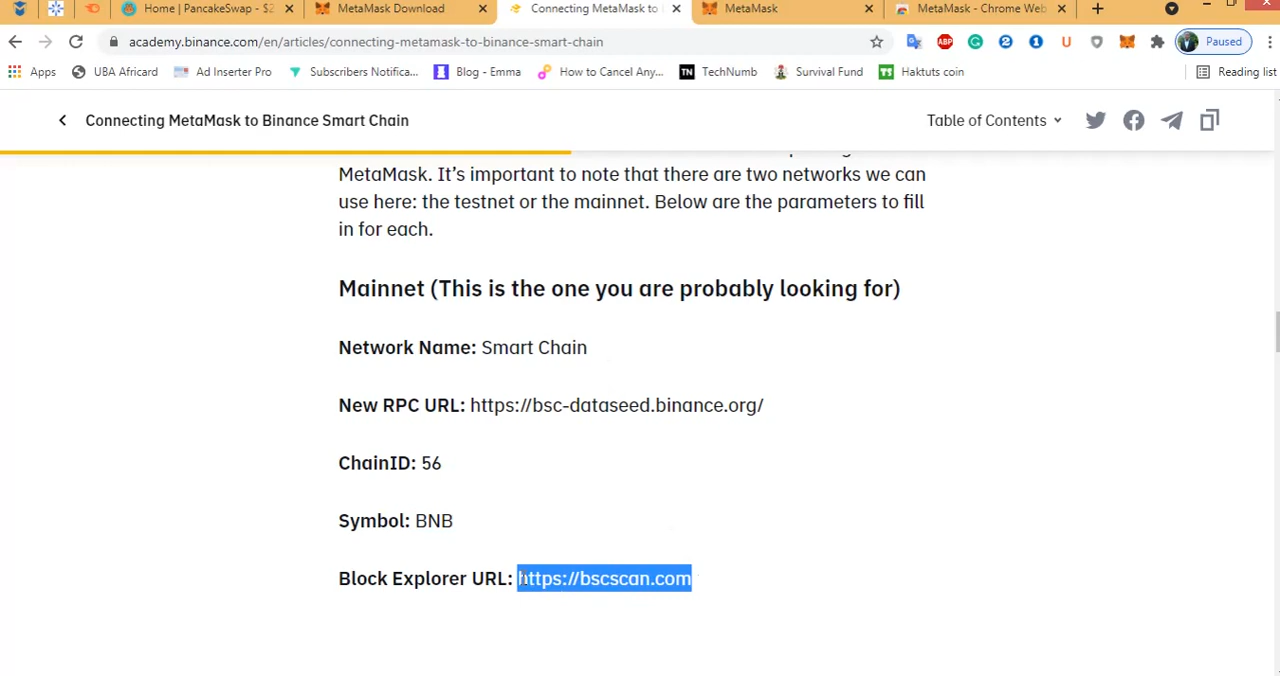 Home | PancakeSwap - $2
MetaMask Download
Connecting MetaMask to
MetaMask
MetaMask - Chrome Web
academy.binance.com/en/articles/connecting-metamask-to-binance-smart-chain
Paused
Apps
UBA Africard
Ad Inserter Pro
Subscribers Notifica...
Blog - Emma
How to Cancel Any...
TN TechNumb
Survival Fund
TS Haktuts coin
Reading list
Connecting MetaMask to Binance Smart Chain
Table of Contents
MetaMask. It’s important to note that there are two networks we can
use here: the testnet or the mainnet. Below are the parameters to fill
in for each.
Mainnet (This is the one you are probably looking for)
Network Name: Smart Chain
New RPC URL: https://bsc-dataseed.binance.org/
ChainID: 56
Symbol: BNB
Block Explorer URL: https://bscscan.com